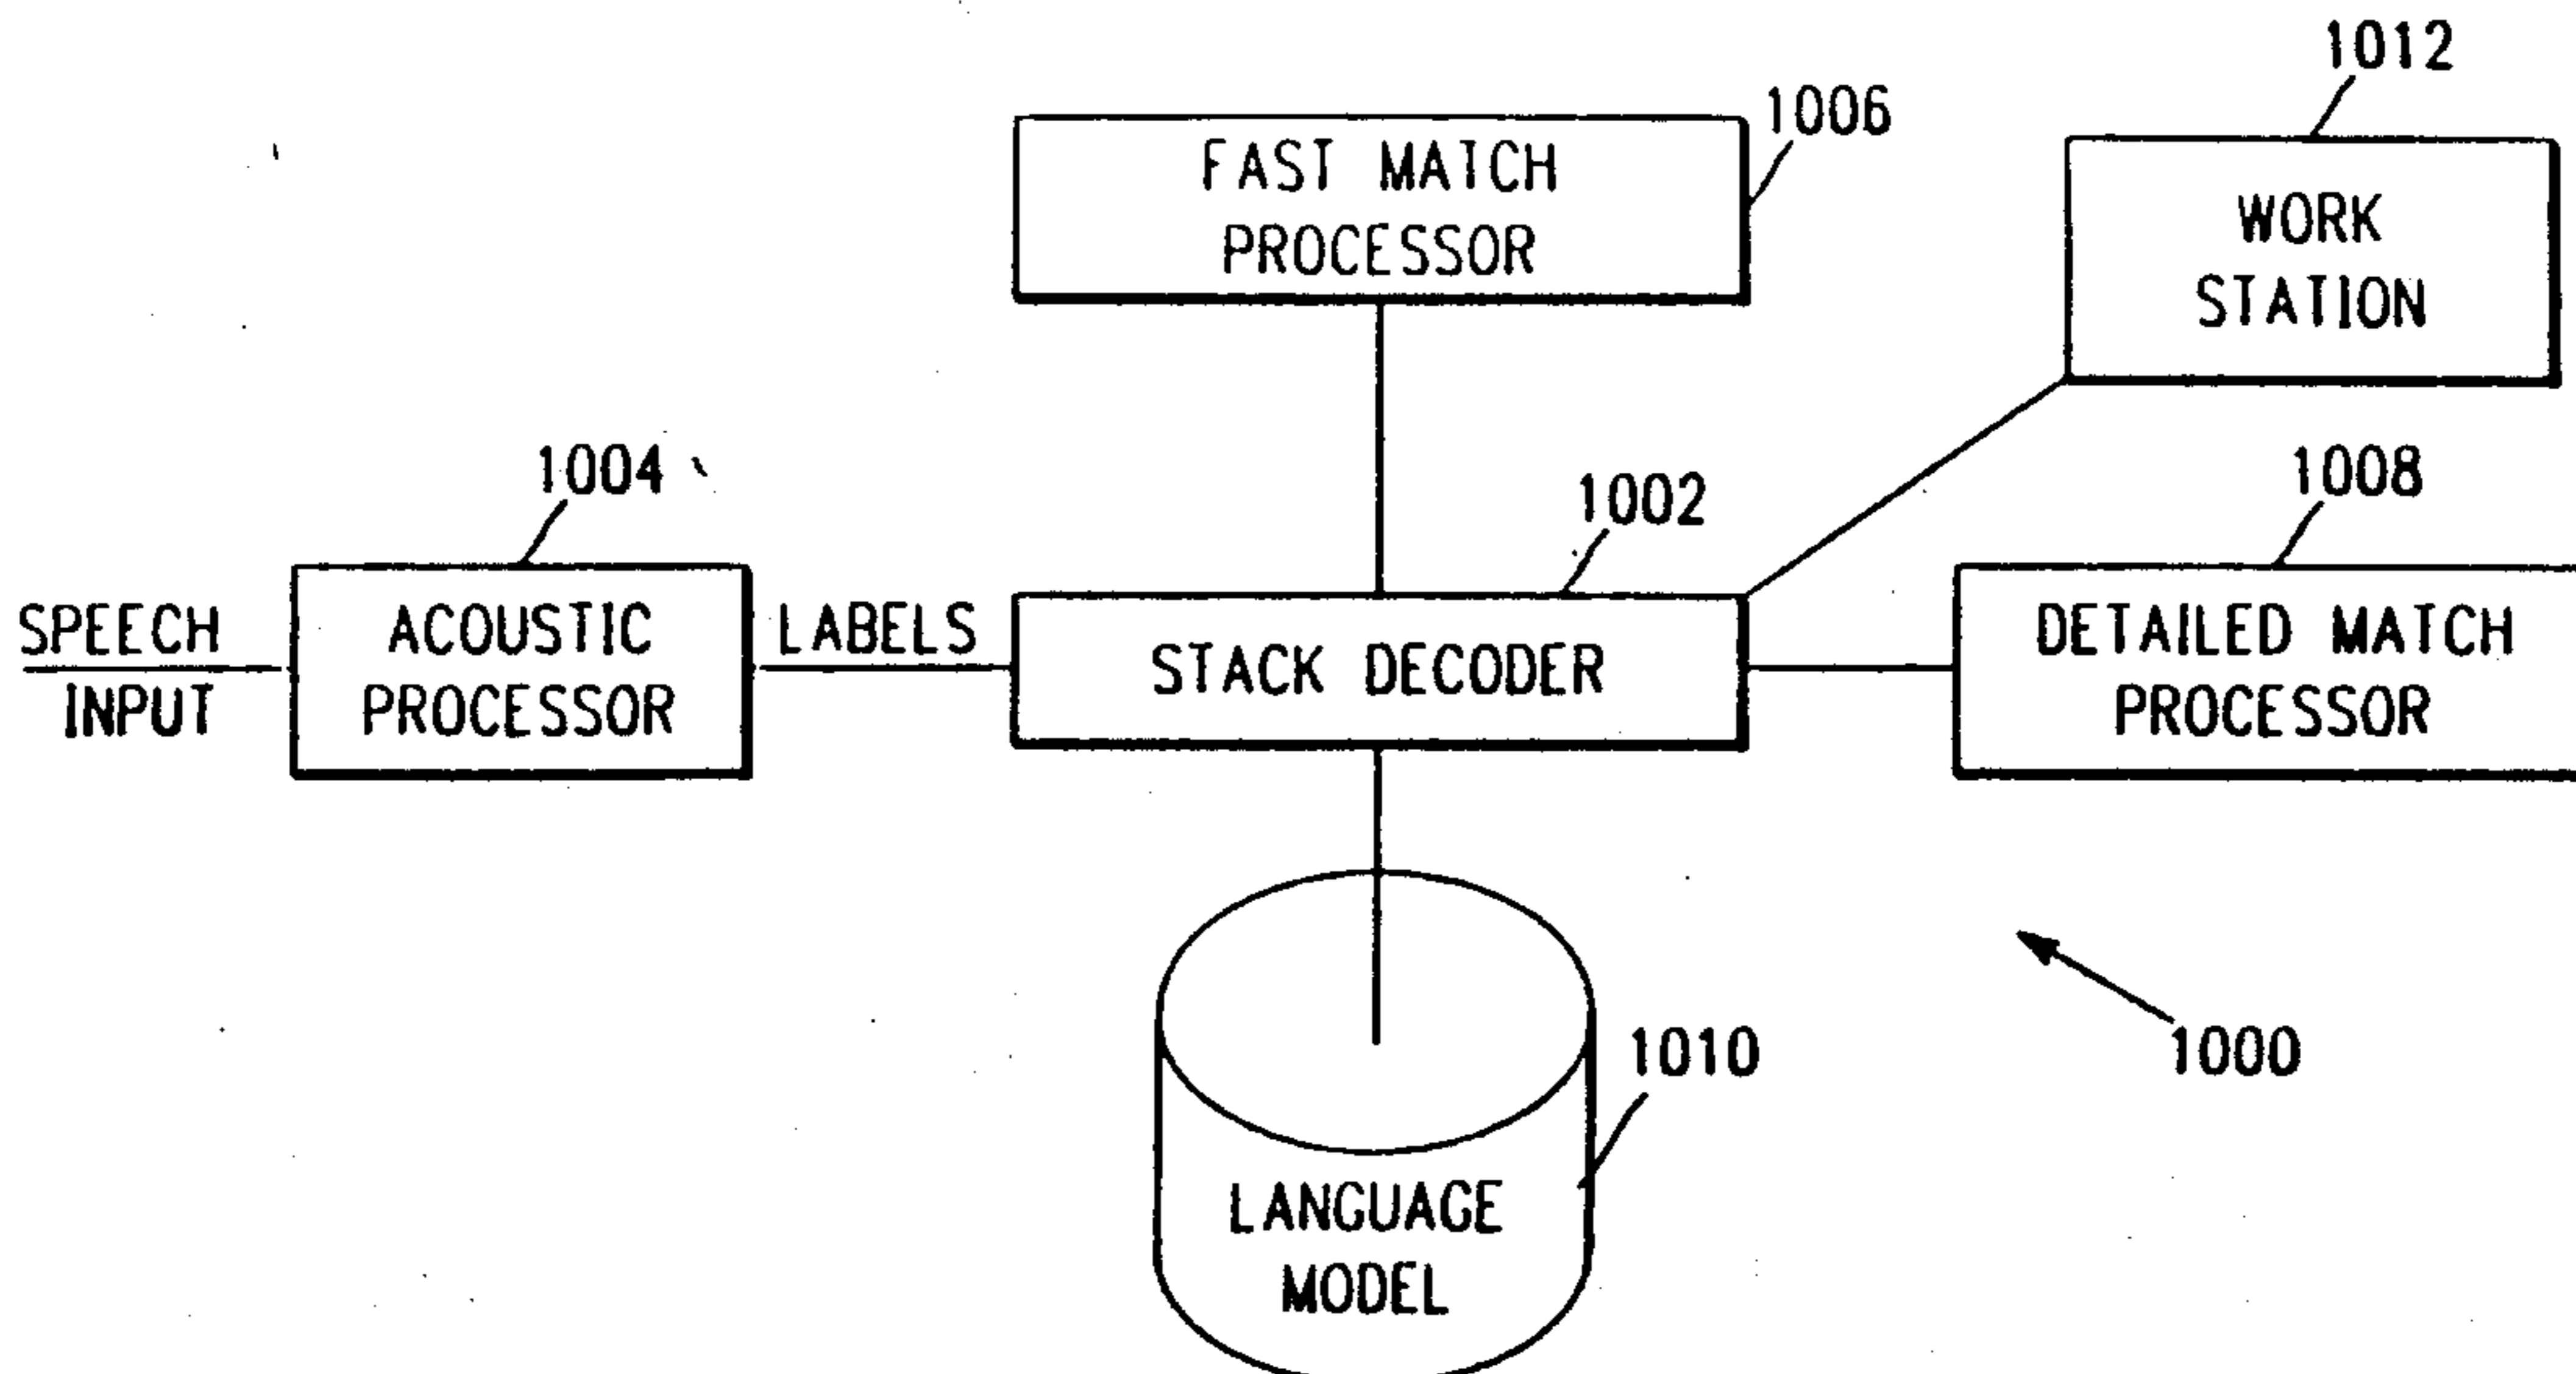 1012
1006
FAST MATCH
PROCESSOR
WORK
STATION
1004
1002
1008
SPEECH
INPUT
ACOUSTIC
PROCESSOR
LABELS
STACK DECODER
DETAILED MATCH
PROCESSOR
1010
1000
LANGUAGE
MODEL